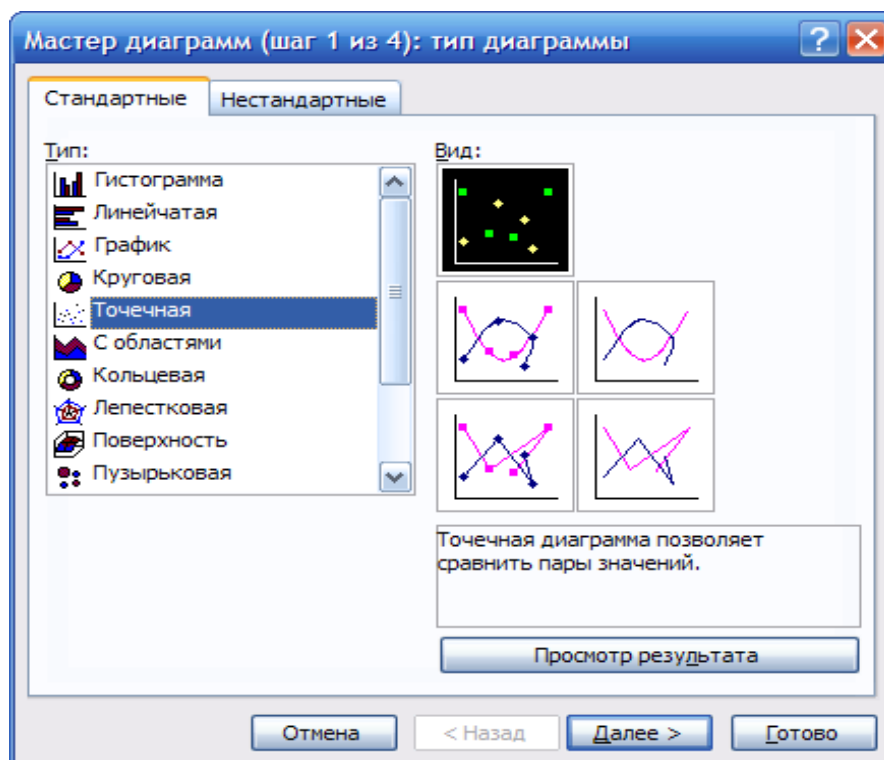 Мастер диаграмм (шаг 1 из 4): тип диаграммы
Стандартные
Нестандартные
Тип:
Гистограмма
Линейчатая
График
Круговая
Точечная
С областями
Кольцевая
Лепестковая
Поверхность
Пузырьковая
Вид:
Точечная диаграмма позволяет
сравнить пары значений.
Просмотр результата
Отмена
< Назад
Далее >
Готово